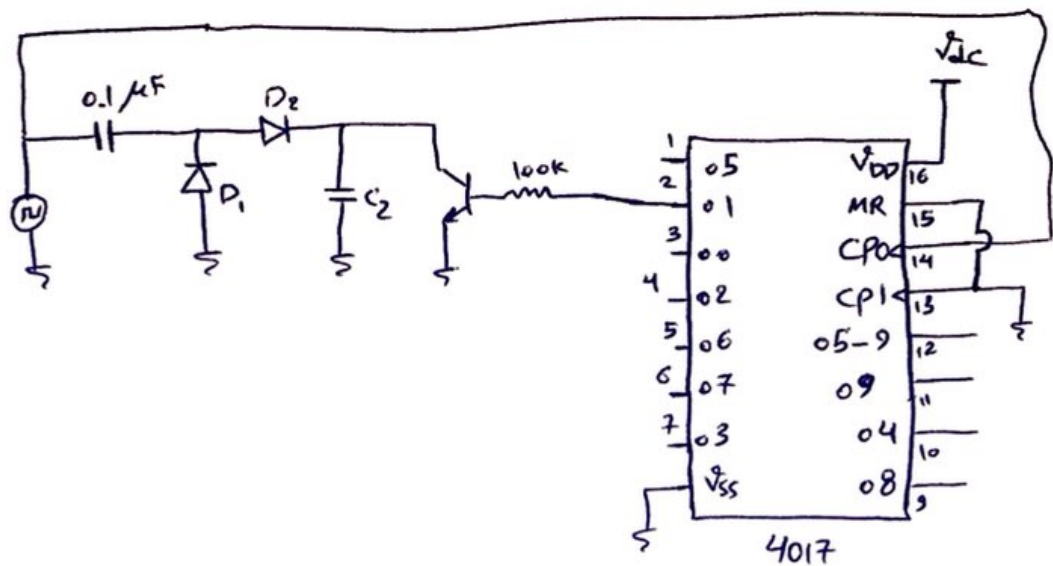 Vdc
0.1 μF
D2
D1
C2
100k
1
2
3
4
5
6
7
o5
o1
o0
o2
o6
o7
o3
Vss
VDD
MR
CP0
CP1
o5-9
o9
o4
o8
16
15
14
13
12
11
10
9
4017